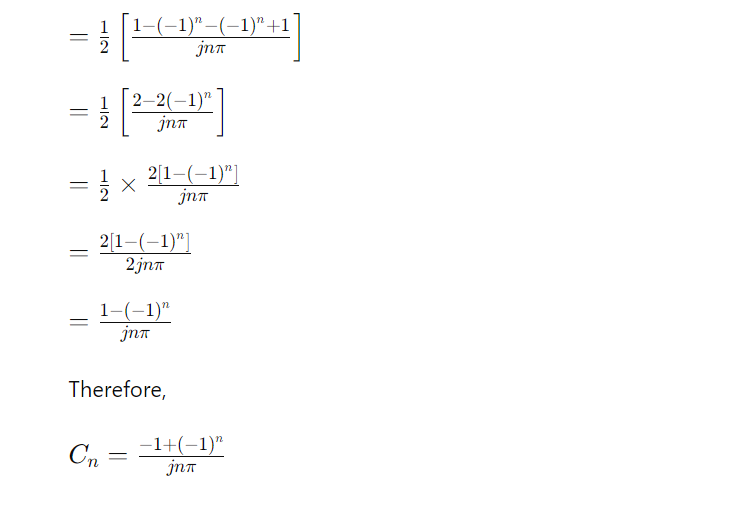 = 1/2 [ 1−(−1)ⁿ−(−1)ⁿ+1 / jnπ ]
= 1/2 [ 2−2(−1)ⁿ / jnπ ]
= 1/2 × 2[1−(−1)ⁿ] / jnπ
= 2[1−(−1)ⁿ] / 2jnπ
= 1−(−1)ⁿ / jnπ
Therefore,
Cₙ = −1+(−1)ⁿ / jnπ